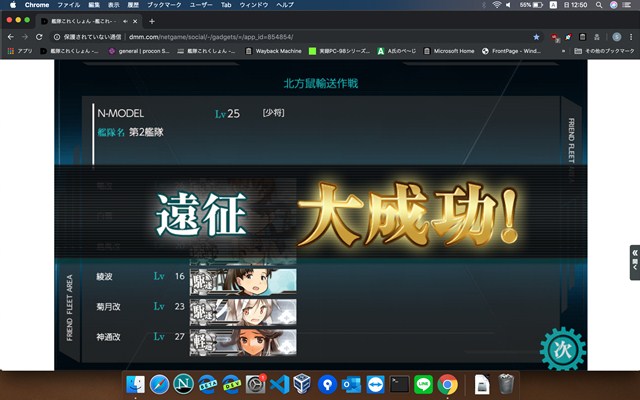 Chrome ファイル 編集 表示 履歴 ブックマーク ユーザー Tab ウィンドウ ヘルプ 55% A 日 12:50
艦隊これくしょん -艦これ-
保護されていない通信 | dmm.com/netgame/social/-/gadgets/=/app_id=854854/
アプリ 艦隊これくしょん - general | procon S... 艦隊これくしょん -艦... Wayback Machine 実録PC-98シリーズ... A氏のページ Microsoft Home FrontPage - Wind... » その他のブックマーク
北方鼠輸送作戦
N-MODEL Lv 25 [少将]
艦隊名 第2艦隊
遠征 大成功!
綾波 Lv 16
菊月改 Lv 23
神通改 Lv 27
FRIEND FLEET AREA
FRIEND FLEET
開く
次
BETA
DEV
LINE